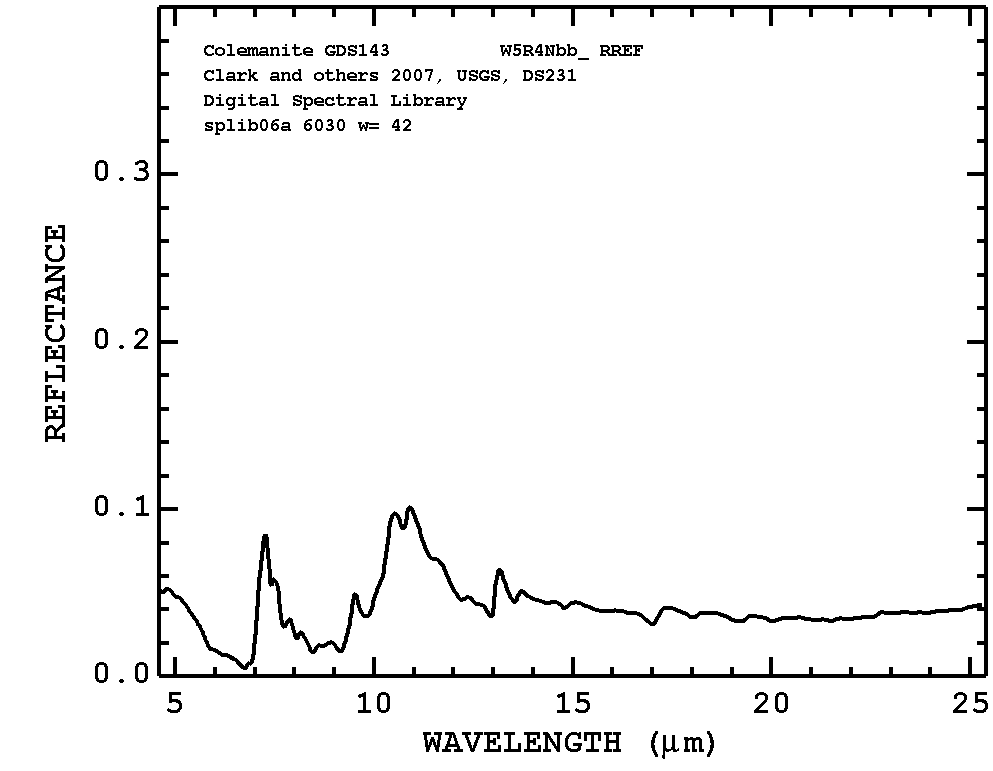 Colemanite GDS143 W5R4Nbb_ RREF
Clark and others 2007, USGS, DS231
Digital Spectral Library
splib06a 6030 w= 42
REFLECTANCE
0.3
0.2
0.1
0.0
5 10 15 20 25
WAVELENGTH (μm)